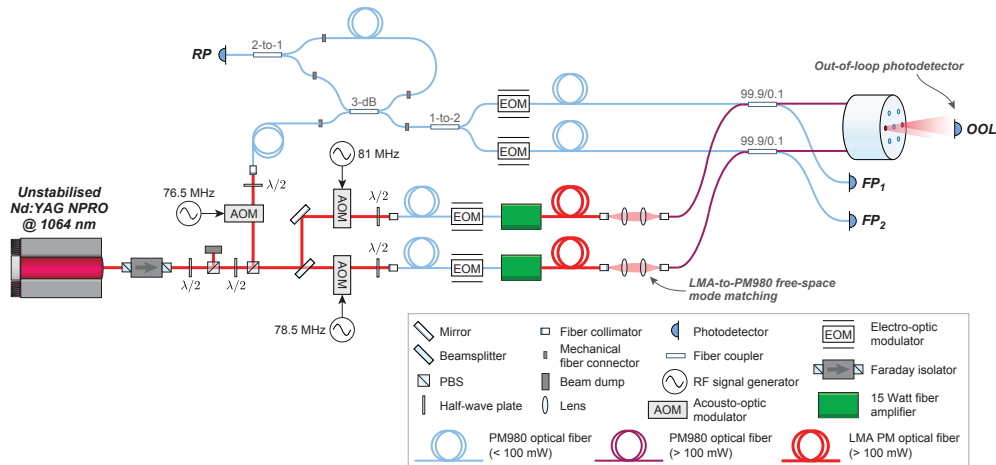 RP
2-to-1
3-dB
1-to-2
EOM
EOM
99.9/0.1
99.9/0.1
Out-of-loop photodetector
OOL
FP1
FP2
Unstabilised
Nd:YAG NPRO
@ 1064 nm
76.5 MHz
AOM
λ/2
81 MHz
AOM
λ/2
EOM
λ/2
λ/2
AOM
λ/2
EOM
78.5 MHz
LMA-to-PM980 free-space
mode matching
Mirror
Beamsplitter
PBS
Half-wave plate
Fiber collimator
Mechanical
fiber connector
Beam dump
Lens
Photodetector
Fiber coupler
RF signal generator
AOM
Acousto-optic
modulator
EOM
Electro-optic
modulator
Faraday isolator
15 Watt fiber
amplifier
PM980 optical fiber
(< 100 mW)
PM980 optical fiber
(> 100 mW)
LMA PM optical fiber
(> 100 mW)